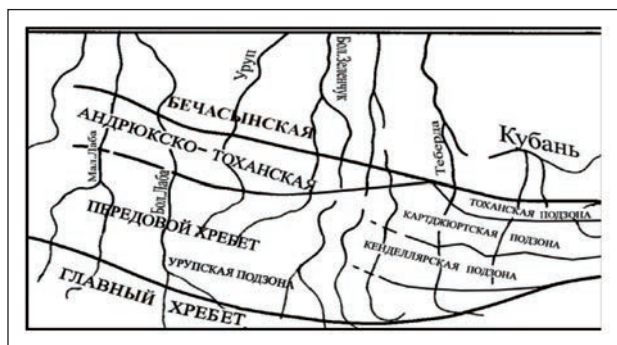 Уруп
Бол.Зеленчук
БЕЧАСЫНСКАЯ
АНДРЮКСКО–ТОХАНСКАЯ
Мал.Лаба
Бол.Лаба
Теберда
Кубань
ТОХАНСКАЯ ПОДЗОНА
КАРТДЖЮРТСКАЯ ПОДЗОНА
КЕНДЕЛЛЯРСКАЯ ПОДЗОНА
ПЕРЕДОВОЙ ХРЕБЕТ
УРУПСКАЯ ПОДЗОНА
ГЛАВНЫЙ ХРЕБЕТ